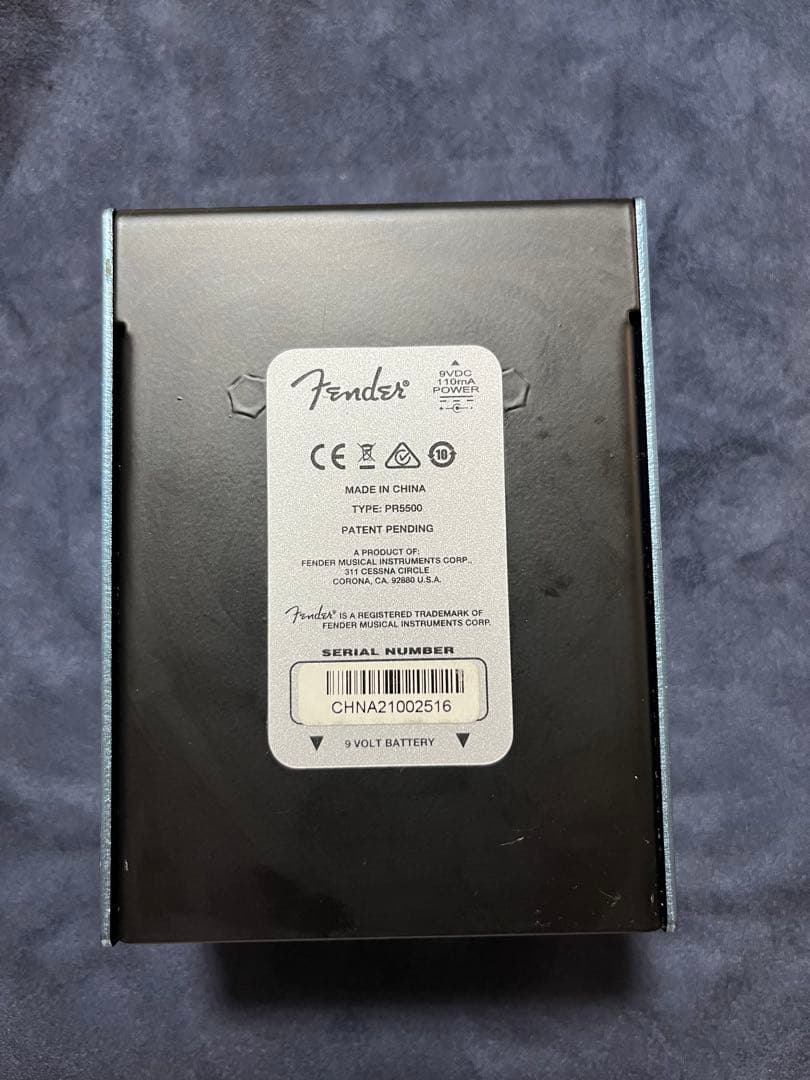 Fender®
9VDC
110mA
POWER
CE
10
MADE IN CHINA
TYPE: PR5500
PATENT PENDING
A PRODUCT OF:
FENDER MUSICAL INSTRUMENTS CORP.,
311 CESSNA CIRCLE
CORONA, CA. 92880 U.S.A.
Fender® IS A REGISTERED TRADEMARK OF
FENDER MUSICAL INSTRUMENTS CORP.
SERIAL NUMBER
CHNA21002516
9 VOLT BATTERY